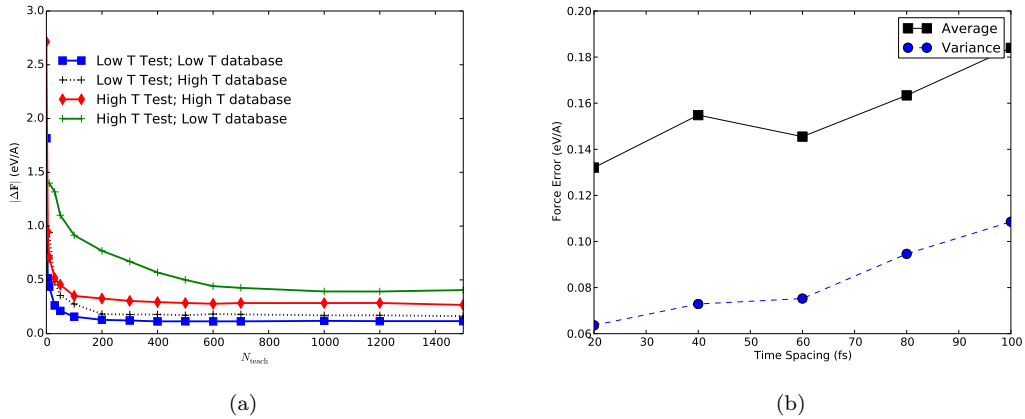 3.0
2.5
2.0
1.5
1.0
0.5
0.0
|ΔF| (eV/A)
Low T Test; Low T database
Low T Test; High T database
High T Test; High T database
High T Test; Low T database
0 200 400 600 800 1000 1200 1400
N_teach
(a)
0.20
0.18
0.16
0.14
0.12
0.10
0.08
0.06
Force Error (eV/A)
Average
Variance
20 30 40 50 60 70 80 90 100
Time Spacing (fs)
(b)